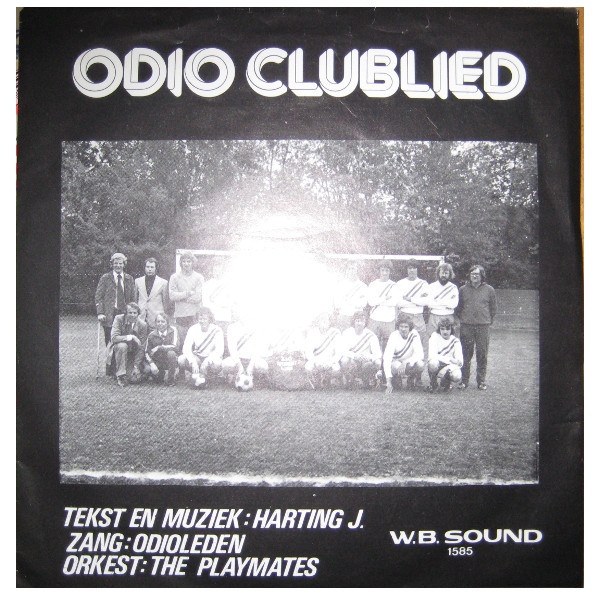 ODIO CLUBLIED
TEKST EN MUZIEK: HARTING J.
ZANG: ODIOLEDEN
ORKEST: THE PLAYMATES
W.B. SOUND
1585